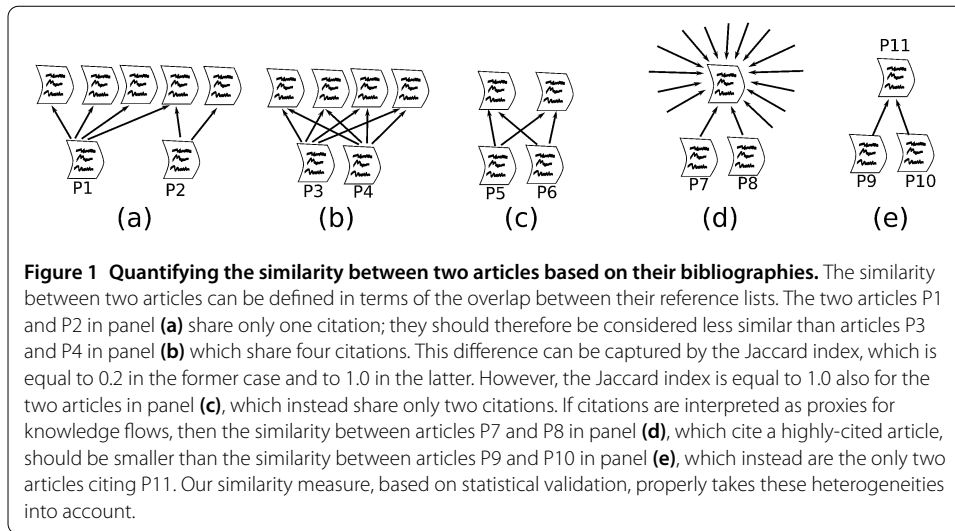 P11
P1 P2 P3 P4 P5 P6 P7 P8 P9 P10
(a) (b) (c) (d) (e)
Figure 1 Quantifying the similarity between two articles based on their bibliographies. The similarity
between two articles can be defined in terms of the overlap between their reference lists. The two articles P1
and P2 in panel (a) share only one citation; they should therefore be considered less similar than articles P3
and P4 in panel (b) which share four citations. This difference can be captured by the Jaccard index, which is
equal to 0.2 in the former case and to 1.0 in the latter. However, the Jaccard index is equal to 1.0 also for the
two articles in panel (c), which instead share only two citations. If citations are interpreted as proxies for
knowledge flows, then the similarity between articles P7 and P8 in panel (d), which cite a highly-cited article,
should be smaller than the similarity between articles P9 and P10 in panel (e), which instead are the only two
articles citing P11. Our similarity measure, based on statistical validation, properly takes these heterogeneities
into account.